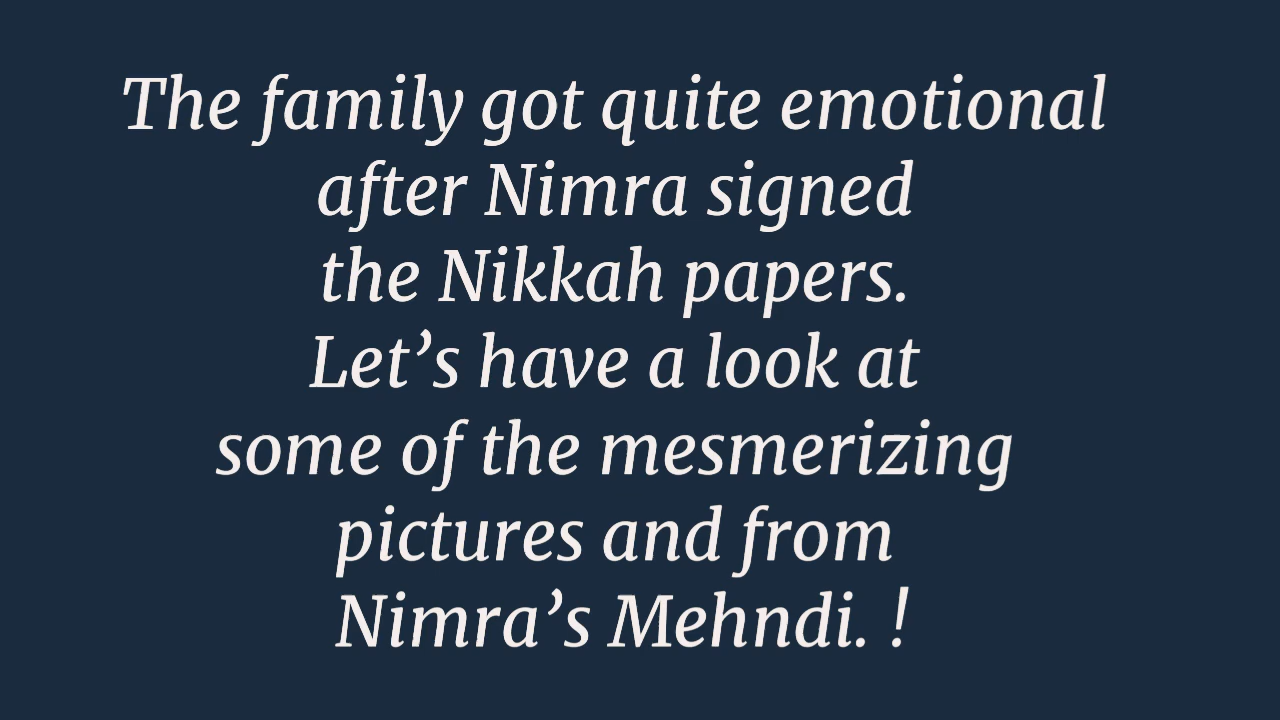 The family got quite emotional
after Nimra signed
the Nikkah papers.
Let’s have a look at
some of the mesmerizing
pictures and from
Nimra’s Mehndi. !